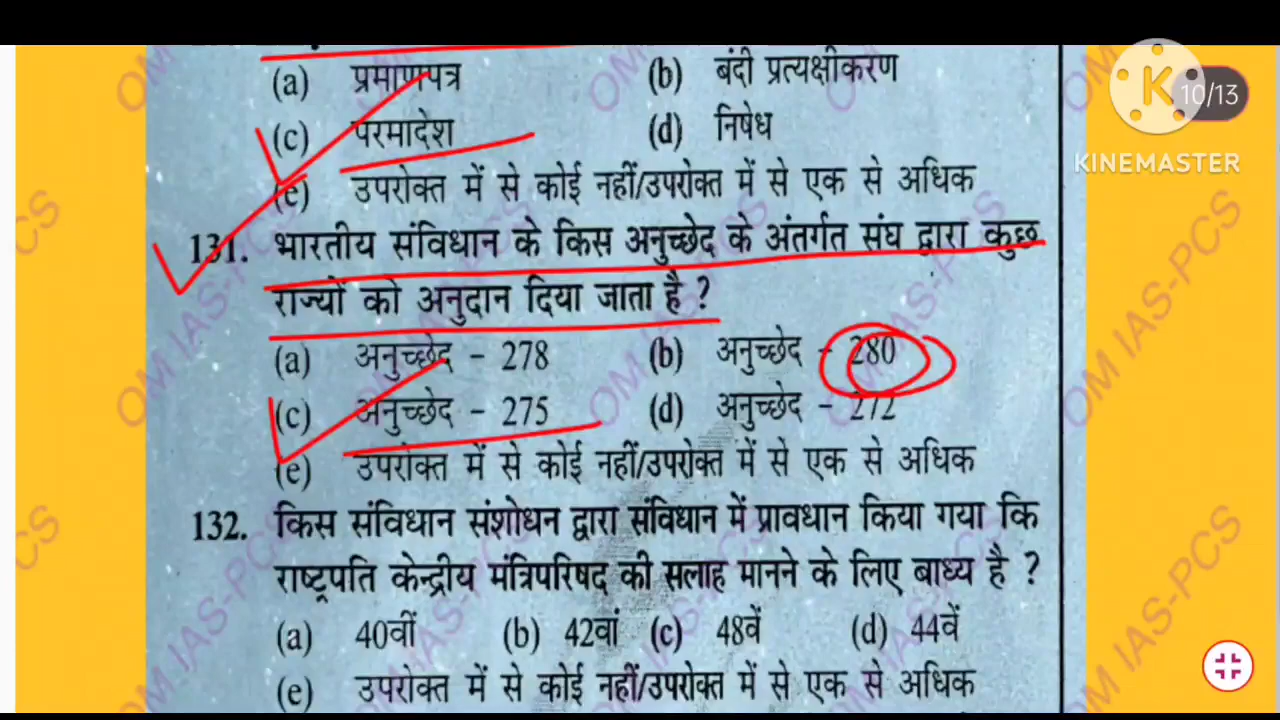 (a) प्रमाणपत्र (b) बंदी प्रत्यक्षीकरण
(c) परमादेश (d) निषेध
(e) उपरोक्त में से कोई नहीं/उपरोक्त में से एक से अधिक
131. भारतीय संविधान के किस अनुच्छेद के अंतर्गत संघ द्वारा कुछ
राज्यों को अनुदान दिया जाता है ?
(a) अनुच्छेद - 278 (b) अनुच्छेद - 280
(c) अनुच्छेद - 275 (d) अनुच्छेद - 272
(e) उपरोक्त में से कोई नहीं/उपरोक्त में से एक से अधिक
132. किस संविधान संशोधन द्वारा संविधान में प्रावधान किया गया कि
राष्ट्रपति केन्द्रीय मंत्रिपरिषद की सलाह मानने के लिए बाध्य है ?
(a) 40वीं (b) 42वां (c) 48वें (d) 44वें
(e) उपरोक्त में से कोई नहीं/उपरोक्त में से एक से अधिक
K
10/13
KINEMASTER
OM IAS-PCS